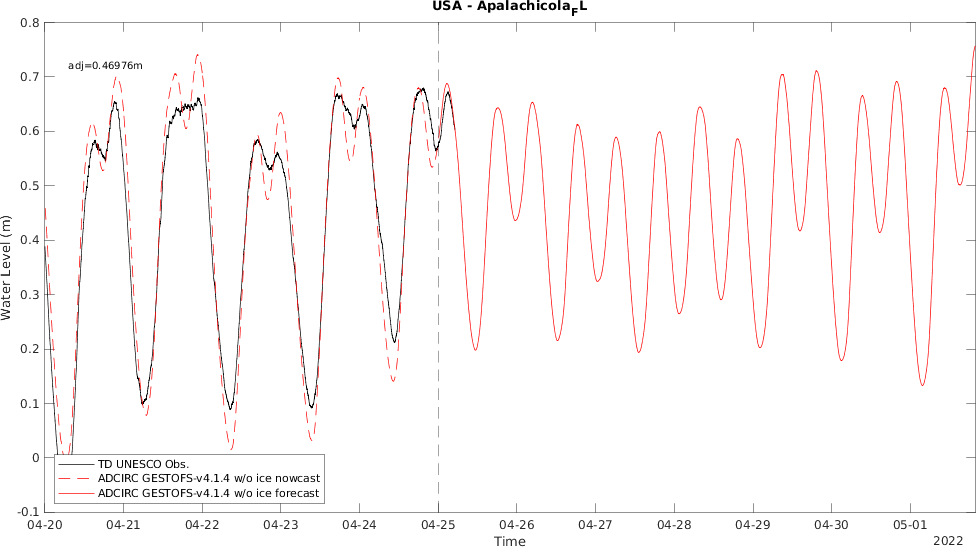 USA - Apalachicola_FL
adj=0.46976m
Water Level (m)
0.8
0.7
0.6
0.5
0.4
0.3
0.2
0.1
0
-0.1
TD UNESCO Obs.
ADCIRC GESTOFS-v4.1.4 w/o ice nowcast
ADCIRC GESTOFS-v4.1.4 w/o ice forecast
04-20 04-21 04-22 04-23 04-24 04-25 04-26 04-27 04-28 04-29 04-30 05-01
Time
2022